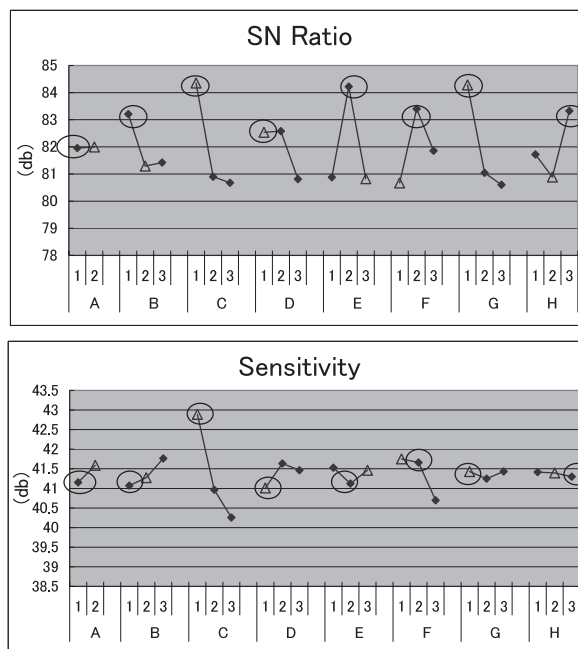 SN Ratio
85
84
83
82
81
80
79
78
(db)
1 2 1 2 3 1 2 3 1 2 3 1 2 3 1 2 3 1 2 3 1 2 3
A B C D E F G H
Sensitivity
43.5
43
42.5
42
41.5
41
40.5
40
39.5
39
38.5
(db)
1 2 1 2 3 1 2 3 1 2 3 1 2 3 1 2 3 1 2 3 1 2 3
A B C D E F G H